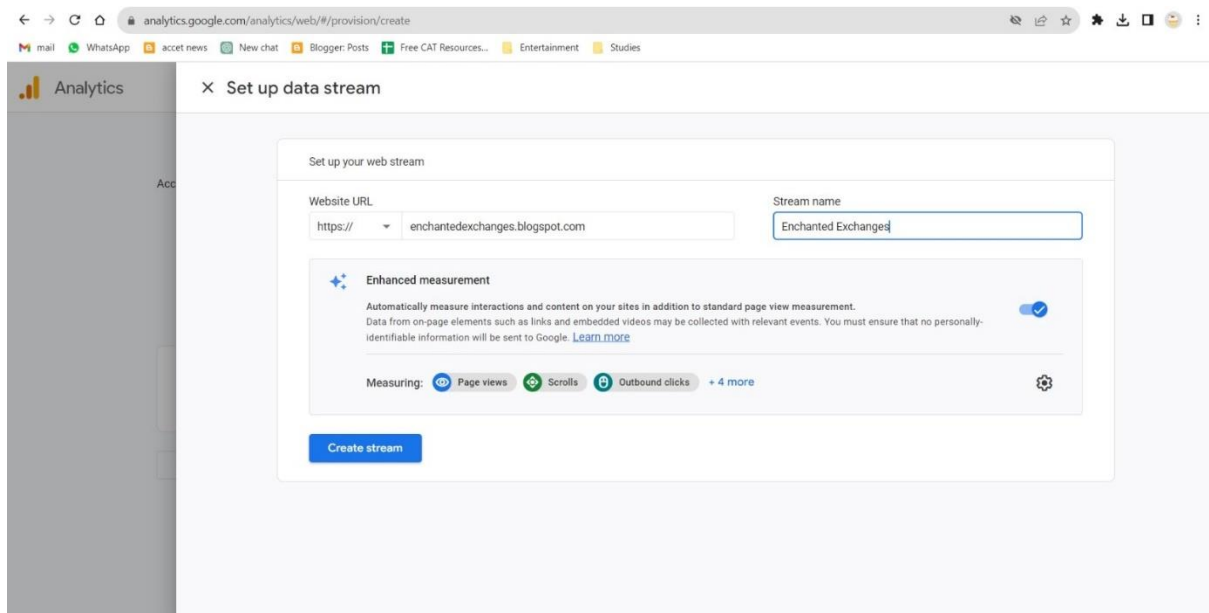 analytics.google.com/analytics/web/#/provision/create
mail WhatsApp accet news New chat Blogger: Posts Free CAT Resources... Entertainment Studies
Analytics
Set up data stream
Acc
Set up your web stream
Website URL Stream name
https:// enchantedexchanges.blogspot.com Enchanted Exchanges
Enhanced measurement
Automatically measure interactions and content on your sites in addition to standard page view measurement.
Data from on-page elements such as links and embedded videos may be collected with relevant events. You must ensure that no personally-
identifiable information will be sent to Google. Learn more
Measuring: Page views Scrolls Outbound clicks + 4 more
Create stream